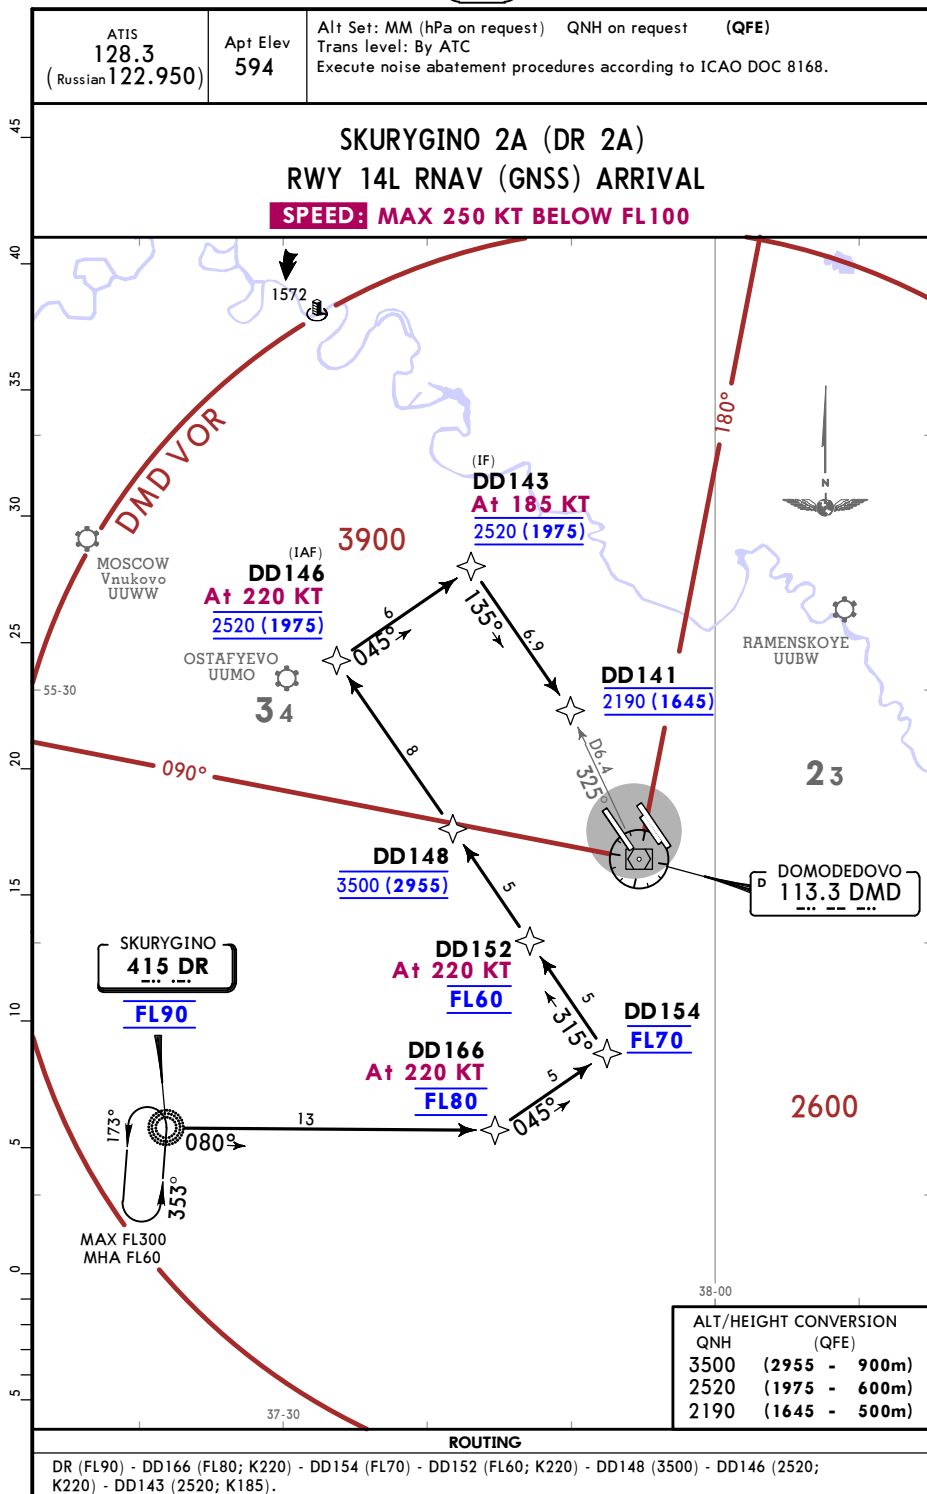 ATIS
128.3
(Russian 122.950)
Apt Elev
594
Alt Set: MM (hPa on request) QNH on request (QFE)
Trans level: By ATC
Execute noise abatement procedures according to ICAO DOC 8168.
SKURYGINO 2A (DR 2A)
RWY 14L RNAV (GNSS) ARRIVAL
SPEED: MAX 250 KT BELOW FL100
45
40
35
30
25
20
15
10
5
0
5
1572
DMD VOR
180°
N
(IF)
DD143
At 185 KT
2520 (1975)
3900
MOSCOW
Vnukovo
UUWW
(IAF)
DD146
At 220 KT
2520 (1975)
6
045°
135°
6.9
RAMENSKOYE
UUBW
OSTAFYEVO
UUMO
55-30
34
DD141
2190 (1645)
8
D6.4
325°
090°
23
DD148
3500 (2955)
DOMODEDOVO
D 113.3 DMD
5
SKURYGINO
415 DR
FL90
DD152
At 220 KT
FL60
5
315°
DD154
FL70
DD166
At 220 KT
FL80
5
045°
2600
13
080°
173°
353°
MAX FL300
MHA FL60
38-00
37-30
ALT/HEIGHT CONVERSION
QNH (QFE)
3500 (2955 - 900m)
2520 (1975 - 600m)
2190 (1645 - 500m)
ROUTING
DR (FL90) - DD166 (FL80; K220) - DD154 (FL70) - DD152 (FL60; K220) - DD148 (3500) - DD146 (2520;
K220) - DD143 (2520; K185).